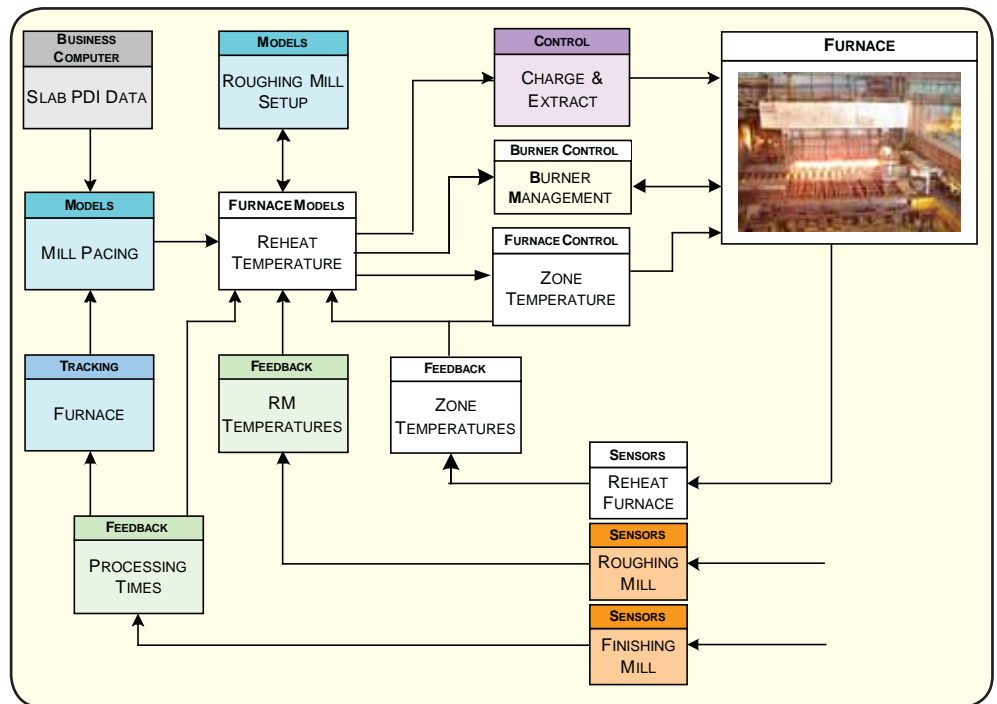 BUSINESS
COMPUTER
SLAB PDI DATA
MODELS
ROUGHING MILL
SETUP
CONTROL
CHARGE &
EXTRACT
FURNACE
BURNER CONTROL
BURNER
MANAGEMENT
MODELS
MILL PACING
FURNACE MODELS
REHEAT
TEMPERATURE
FURNACE CONTROL
ZONE
TEMPERATURE
TRACKING
FURNACE
FEEDBACK
RM
TEMPERATURES
FEEDBACK
ZONE
TEMPERATURES
SENSORS
REHEAT
FURNACE
FEEDBACK
PROCESSING
TIMES
SENSORS
ROUGHING
MILL
SENSORS
FINISHING
MILL